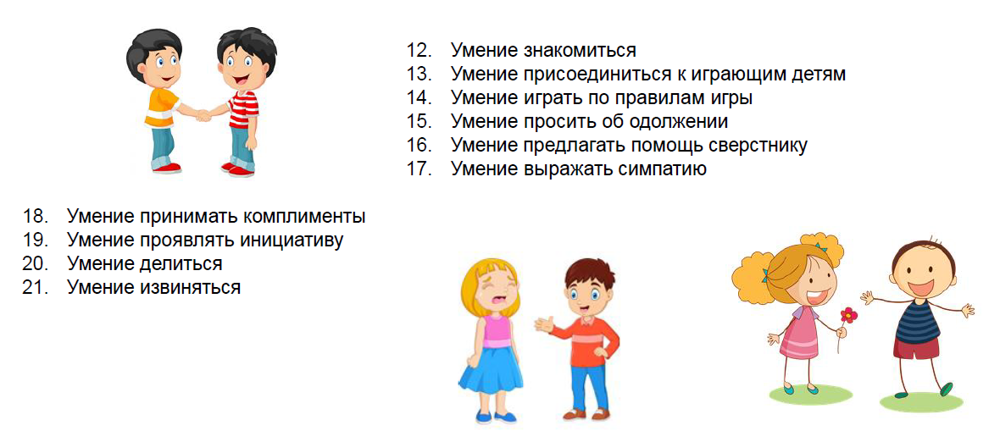 12. Умение знакомиться
13. Умение присоединиться к играющим детям
14. Умение играть по правилам игры
15. Умение просить об одолжении
16. Умение предлагать помощь сверстнику
17. Умение выражать симпатию
18. Умение принимать комплименты
19. Умение проявлять инициативу
20. Умение делиться
21. Умение извиняться